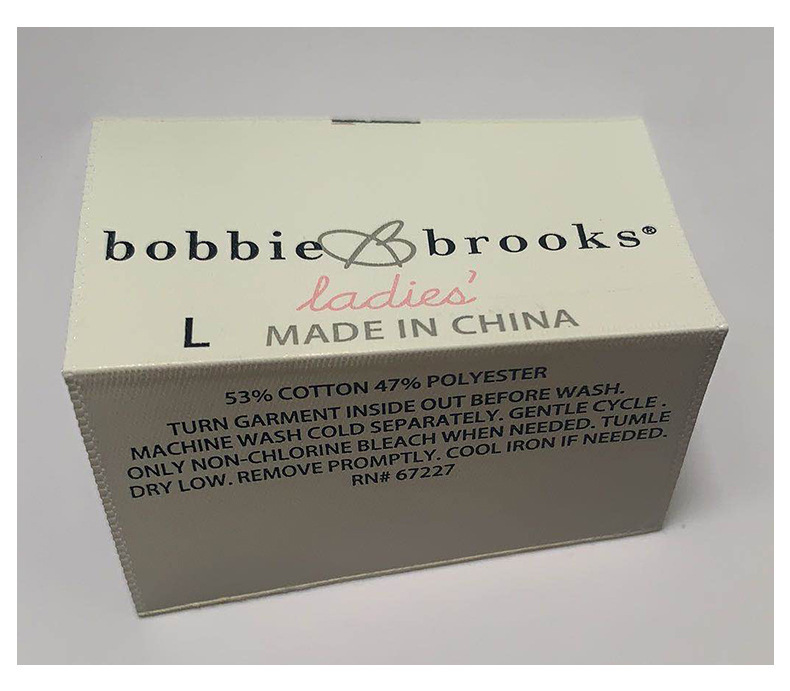 bobbie B brooks®
ladies'
L MADE IN CHINA
53% COTTON 47% POLYESTER
TURN GARMENT INSIDE OUT BEFORE WASH.
MACHINE WASH COLD SEPARATELY. GENTLE CYCLE .
ONLY NON-CHLORINE BLEACH WHEN NEEDED. TUMLE
DRY LOW. REMOVE PROMPTLY. COOL IRON IF NEEDED.
RN# 67227